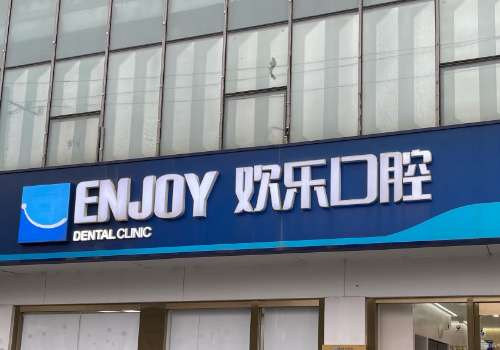 ENJOY 欢乐口腔
DENTAL CLINIC